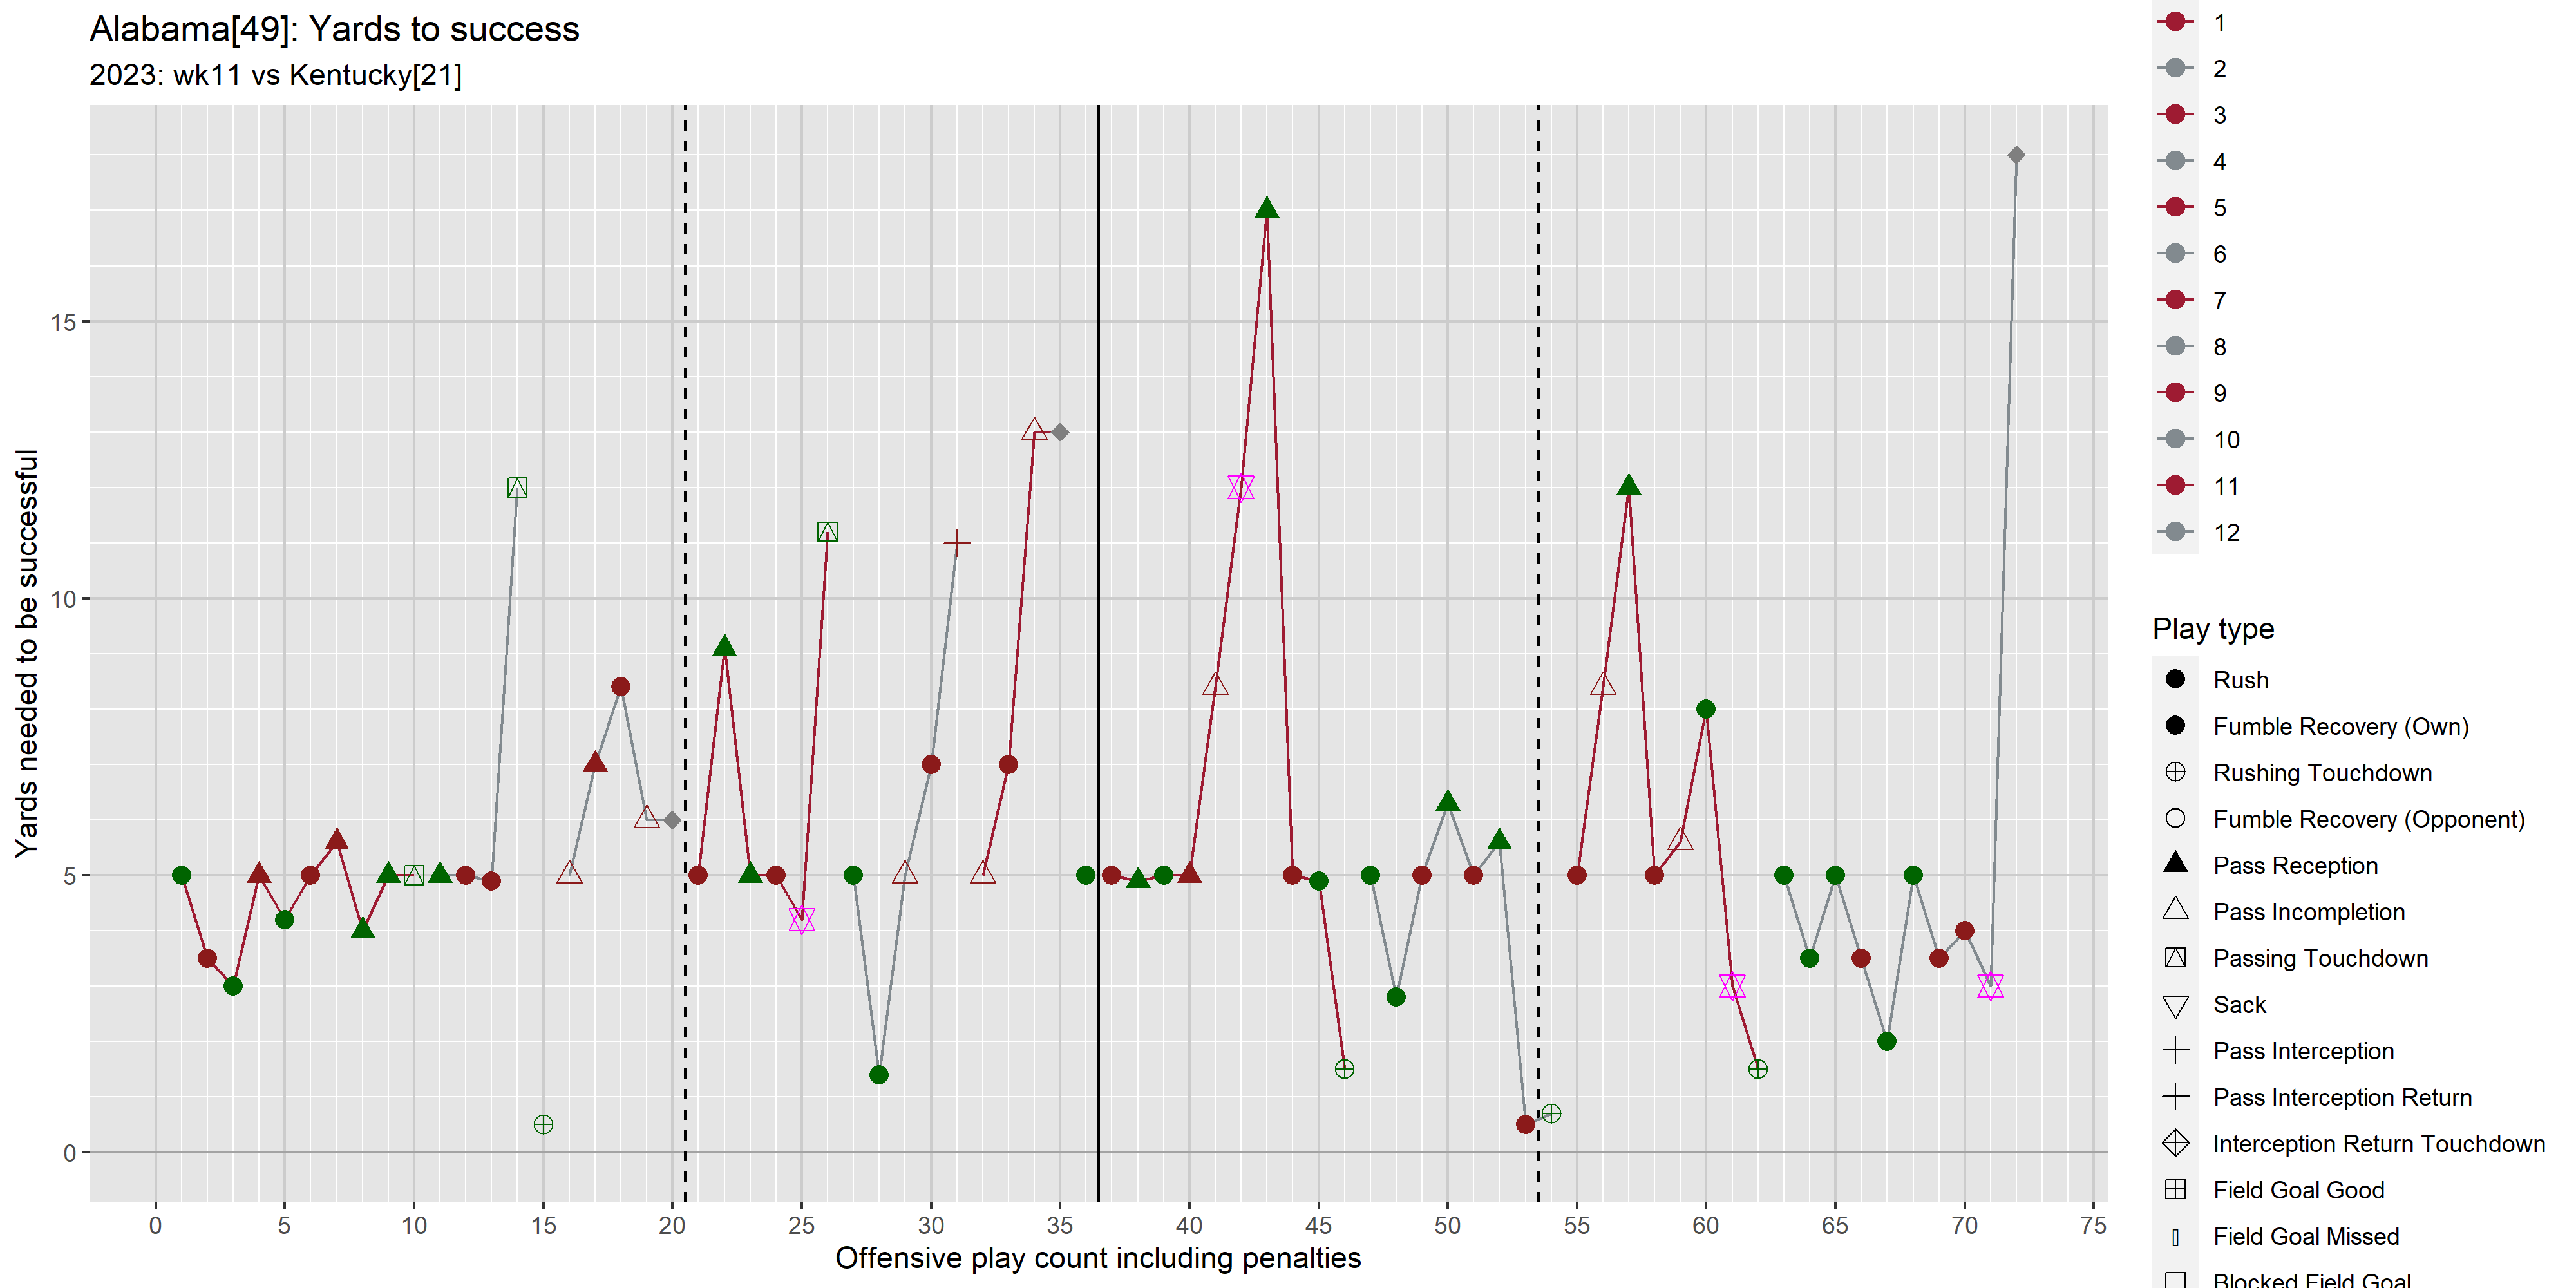 Alabama[49]: Yards to success
2023: wk11 vs Kentucky[21]
Yards needed to be successful
15
10
5
0
0 5 10 15 20 25 30 35 40 45 50 55 60 65 70 75
Offensive play count including penalties
1
2
3
4
5
6
7
8
9
10
11
12
Play type
Rush
Fumble Recovery (Own)
Rushing Touchdown
Fumble Recovery (Opponent)
Pass Reception
Pass Incompletion
Passing Touchdown
Sack
Pass Interception
Pass Interception Return
Interception Return Touchdown
Field Goal Good
Field Goal Missed
Blocked Field Goal